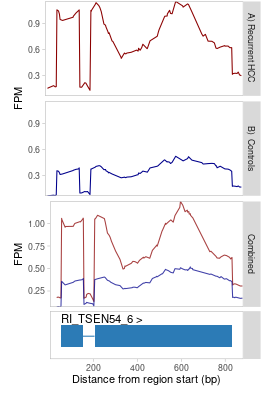 A) Recurrent HCC
FPM
0.9
0.6
0.3
B) Controls
0.9
0.6
0.3
Combined
FPM
1.00
0.75
0.50
0.25
RI_TSEN54_6 >
200
400
600
800
Distance from region start (bp)